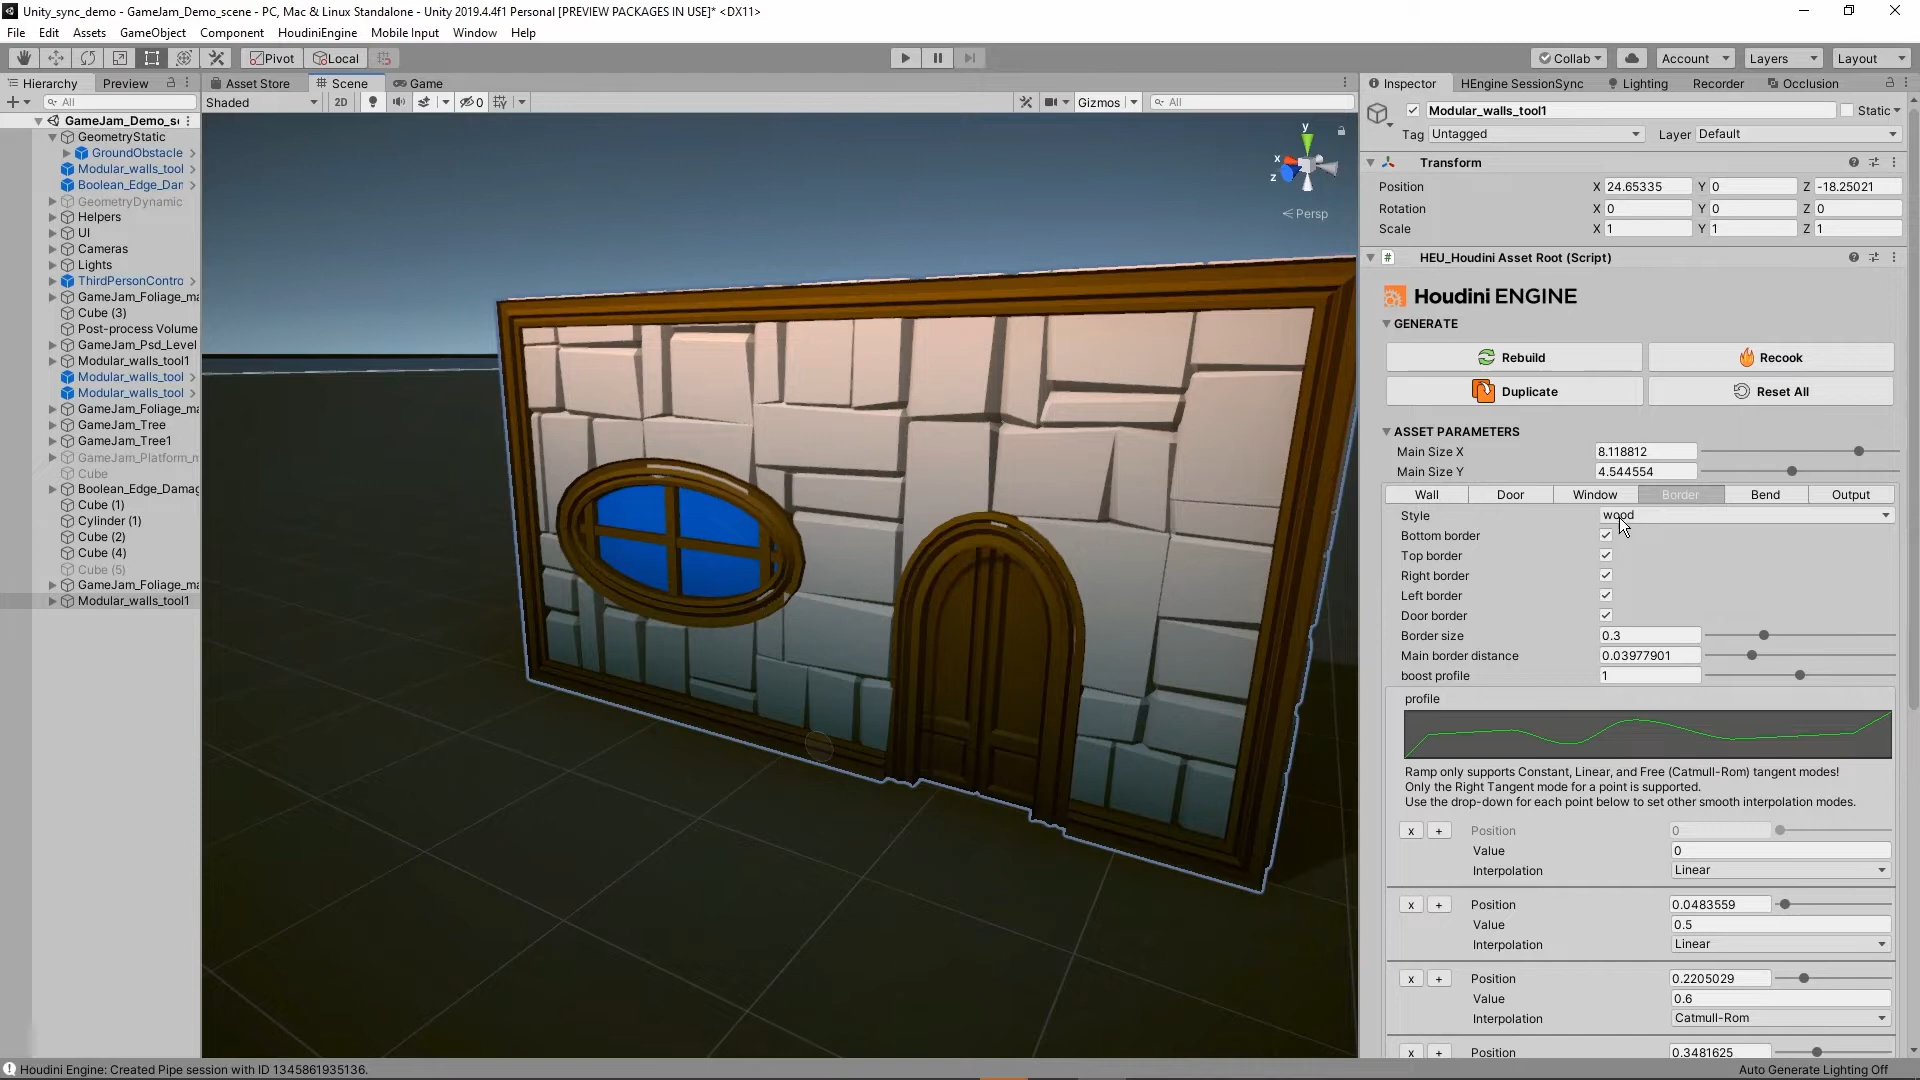 Unity_sync_demo - GameJam_Demo_scene - PC, Mac & Linux Standalone - Unity 2019.4.4f1 Personal [PREVIEW PACKAGES IN USE]* <DX11>
File Edit Assets GameObject Component HoudiniEngine Mobile Input Window Help
Pivot Local Collab Account Layers Layout
Hierarchy Preview Asset Store Scene Game Inspector HEngine SessionSync Lighting Recorder Occlusion
All Shaded 2D 0 Gizmos All
GameJam_Demo_s
GeometryStatic
GroundObstacle
Modular_walls_tool
Boolean_Edge_Dam
GeometryDynamic
Helpers
UI
Cameras
Lights
ThirdPersonContro
GameJam_Foliage_ma
Cube (3)
Post-process Volume
GameJam_Psd_Level
Modular_walls_tool1
Modular_walls_tool
Modular_walls_tool
GameJam_Foliage_ma
GameJam_Tree
GameJam_Tree1
GameJam_Platform_m
Cube
Boolean_Edge_Damag
Cube (1)
Cylinder (1)
Cube (2)
Cube (4)
Cube (5)
GameJam_Foliage_ma
Modular_walls_tool1
y
x
z
Persp
Modular_walls_tool1 Static
Tag Untagged Layer Default
Transform
Position X 24.65335 Y 0 Z -18.25021
Rotation X 0 Y 0 Z 0
Scale X 1 Y 1 Z 1
# HEU_Houdini Asset Root (Script)
Houdini ENGINE
GENERATE
Rebuild Recook
Duplicate Reset All
ASSET PARAMETERS
Main Size X 8.118812
Main Size Y 4.544554
Wall Door Window Border Bend Output
Style wood
Bottom border
Top border
Right border
Left border
Door border
Border size 0.3
Main border distance 0.03977901
boost profile 1
profile
Ramp only supports Constant, Linear, and Free (Catmull-Rom) tangent modes!
Only the Right Tangent mode for a point is supported.
Use the drop-down for each point below to set other smooth interpolation modes.
x + Position 0
Value 0
Interpolation Linear
x + Position 0.0483559
Value 0.5
Interpolation Linear
x + Position 0.2205029
Value 0.6
Interpolation Catmull-Rom
x + Position 0.3481625
Houdini Engine: Created Pipe session with ID 1345861935136.
Auto Generate Lighting Off